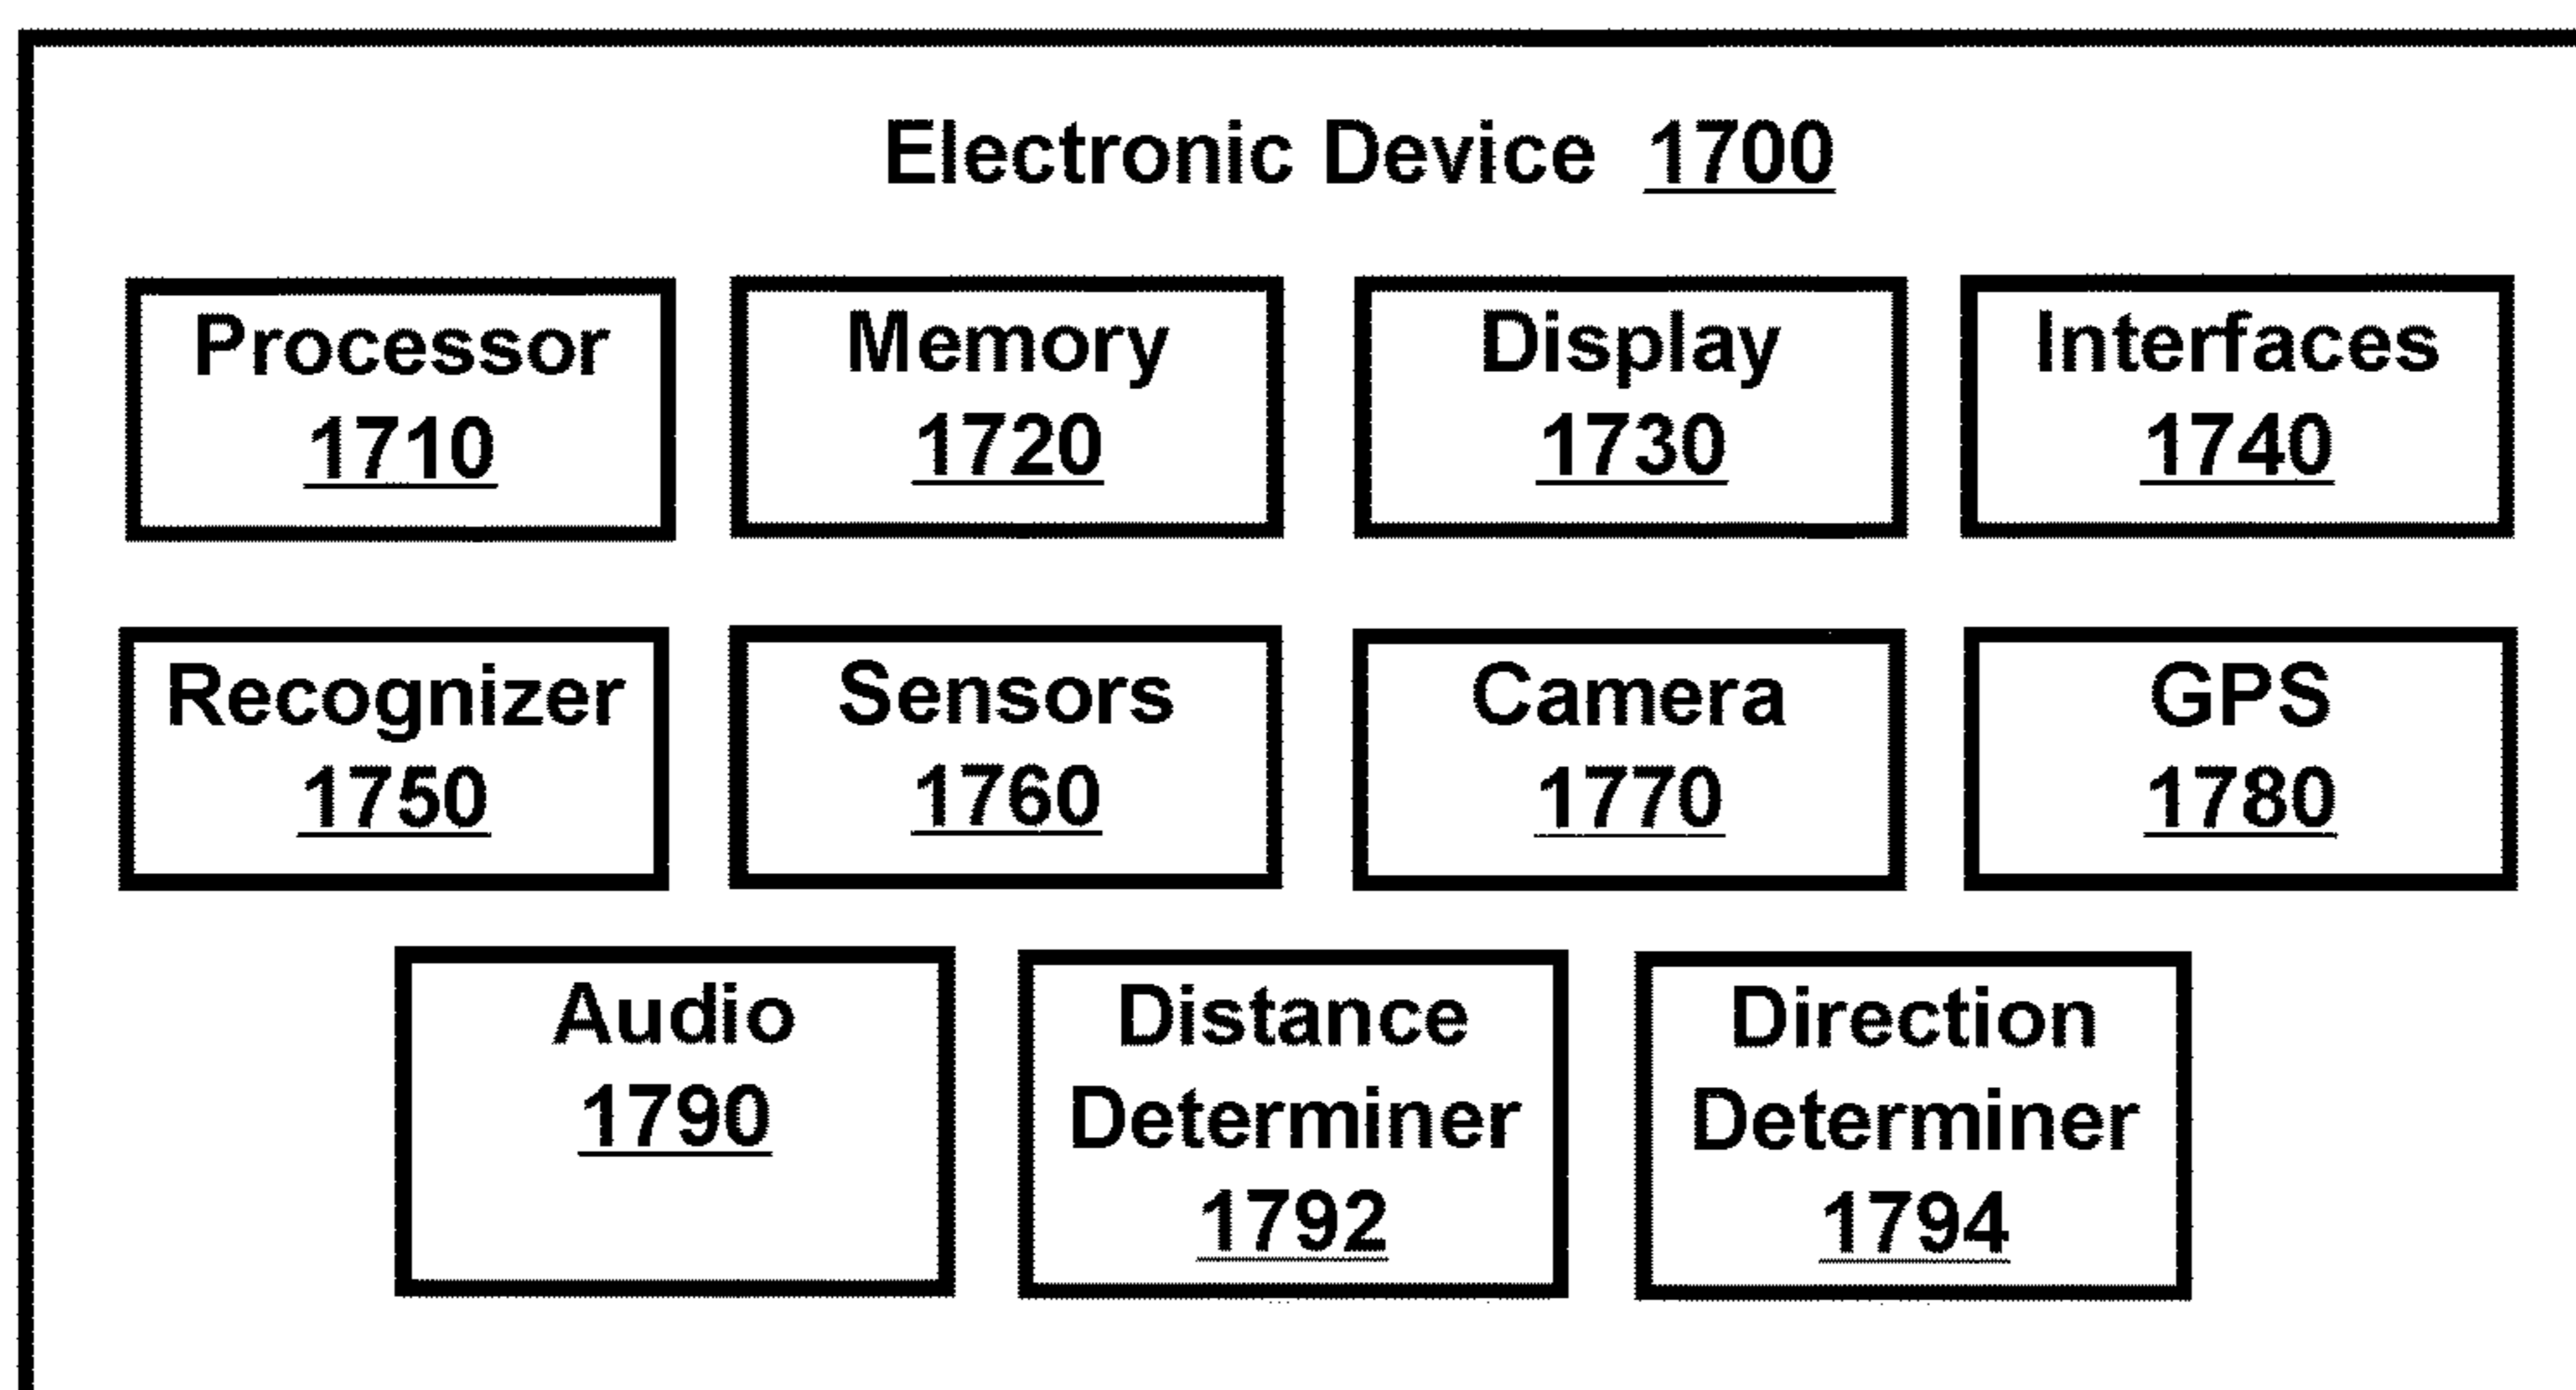 Electronic Device 1700
Processor
1710
Memory
1720
Display
1730
Interfaces
1740
Recognizer
1750
Sensors
1760
Camera
1770
GPS
1780
Audio
1790
Distance
Determiner
1792
Direction
Determiner
1794